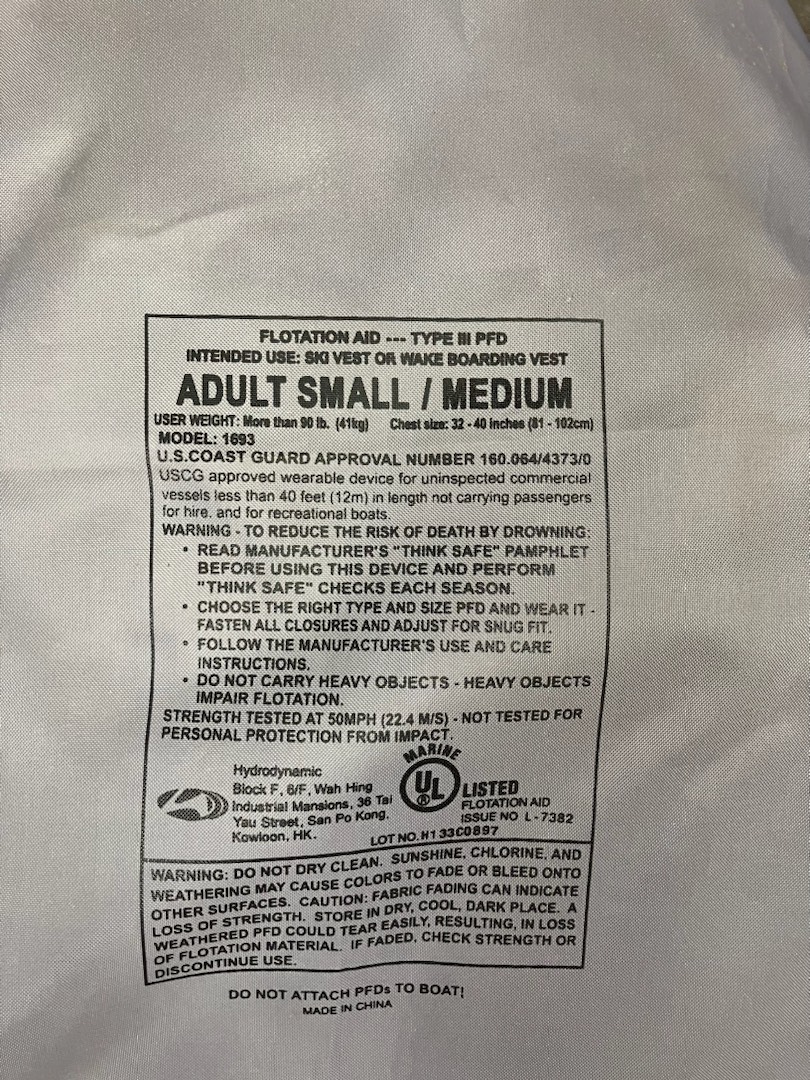 FLOTATION AID --- TYPE III PFD
INTENDED USE: SKI VEST OR WAKE BOARDING VEST
ADULT SMALL / MEDIUM
USER WEIGHT: More than 90 lb. (41kg) Chest size: 32 - 40 inches (81 - 102cm)
MODEL: 1693
U.S.COAST GUARD APPROVAL NUMBER 160.064/4373/0
USCG approved wearable device for uninspected commercial
vessels less than 40 feet (12m) in length not carrying passengers
for hire. and for recreational boats.
WARNING - TO REDUCE THE RISK OF DEATH BY DROWNING:
• READ MANUFACTURER'S "THINK SAFE" PAMPHLET
BEFORE USING THIS DEVICE AND PERFORM
"THINK SAFE" CHECKS EACH SEASON.
• CHOOSE THE RIGHT TYPE AND SIZE PFD AND WEAR IT -
FASTEN ALL CLOSURES AND ADJUST FOR SNUG FIT.
• FOLLOW THE MANUFACTURER'S USE AND CARE
INSTRUCTIONS.
• DO NOT CARRY HEAVY OBJECTS - HEAVY OBJECTS
IMPAIR FLOTATION.
STRENGTH TESTED AT 50MPH (22.4 M/S) - NOT TESTED FOR
PERSONAL PROTECTION FROM IMPACT.
Hydrodynamic
Block F, 6/F, Wah Hing
Industrial Mansions, 36 Tai
Yau Street, San Po Kong,
Kowloon, HK.
MARINE
UL
®
LISTED
FLOTATION AID
ISSUE NO L-7382
LOT NO. H133C0897
WARNING: DO NOT DRY CLEAN. SUNSHINE, CHLORINE, AND
WEATHERING MAY CAUSE COLORS TO FADE OR BLEED ONTO
OTHER SURFACES. CAUTION: FABRIC FADING CAN INDICATE
LOSS OF STRENGTH. STORE IN DRY, COOL, DARK PLACE. A
WEATHERED PFD COULD TEAR EASILY, RESULTING, IN LOSS
OF FLOTATION MATERIAL. IF FADED, CHECK STRENGTH OR
DISCONTINUE USE.
DO NOT ATTACH PFDs TO BOAT!
MADE IN CHINA